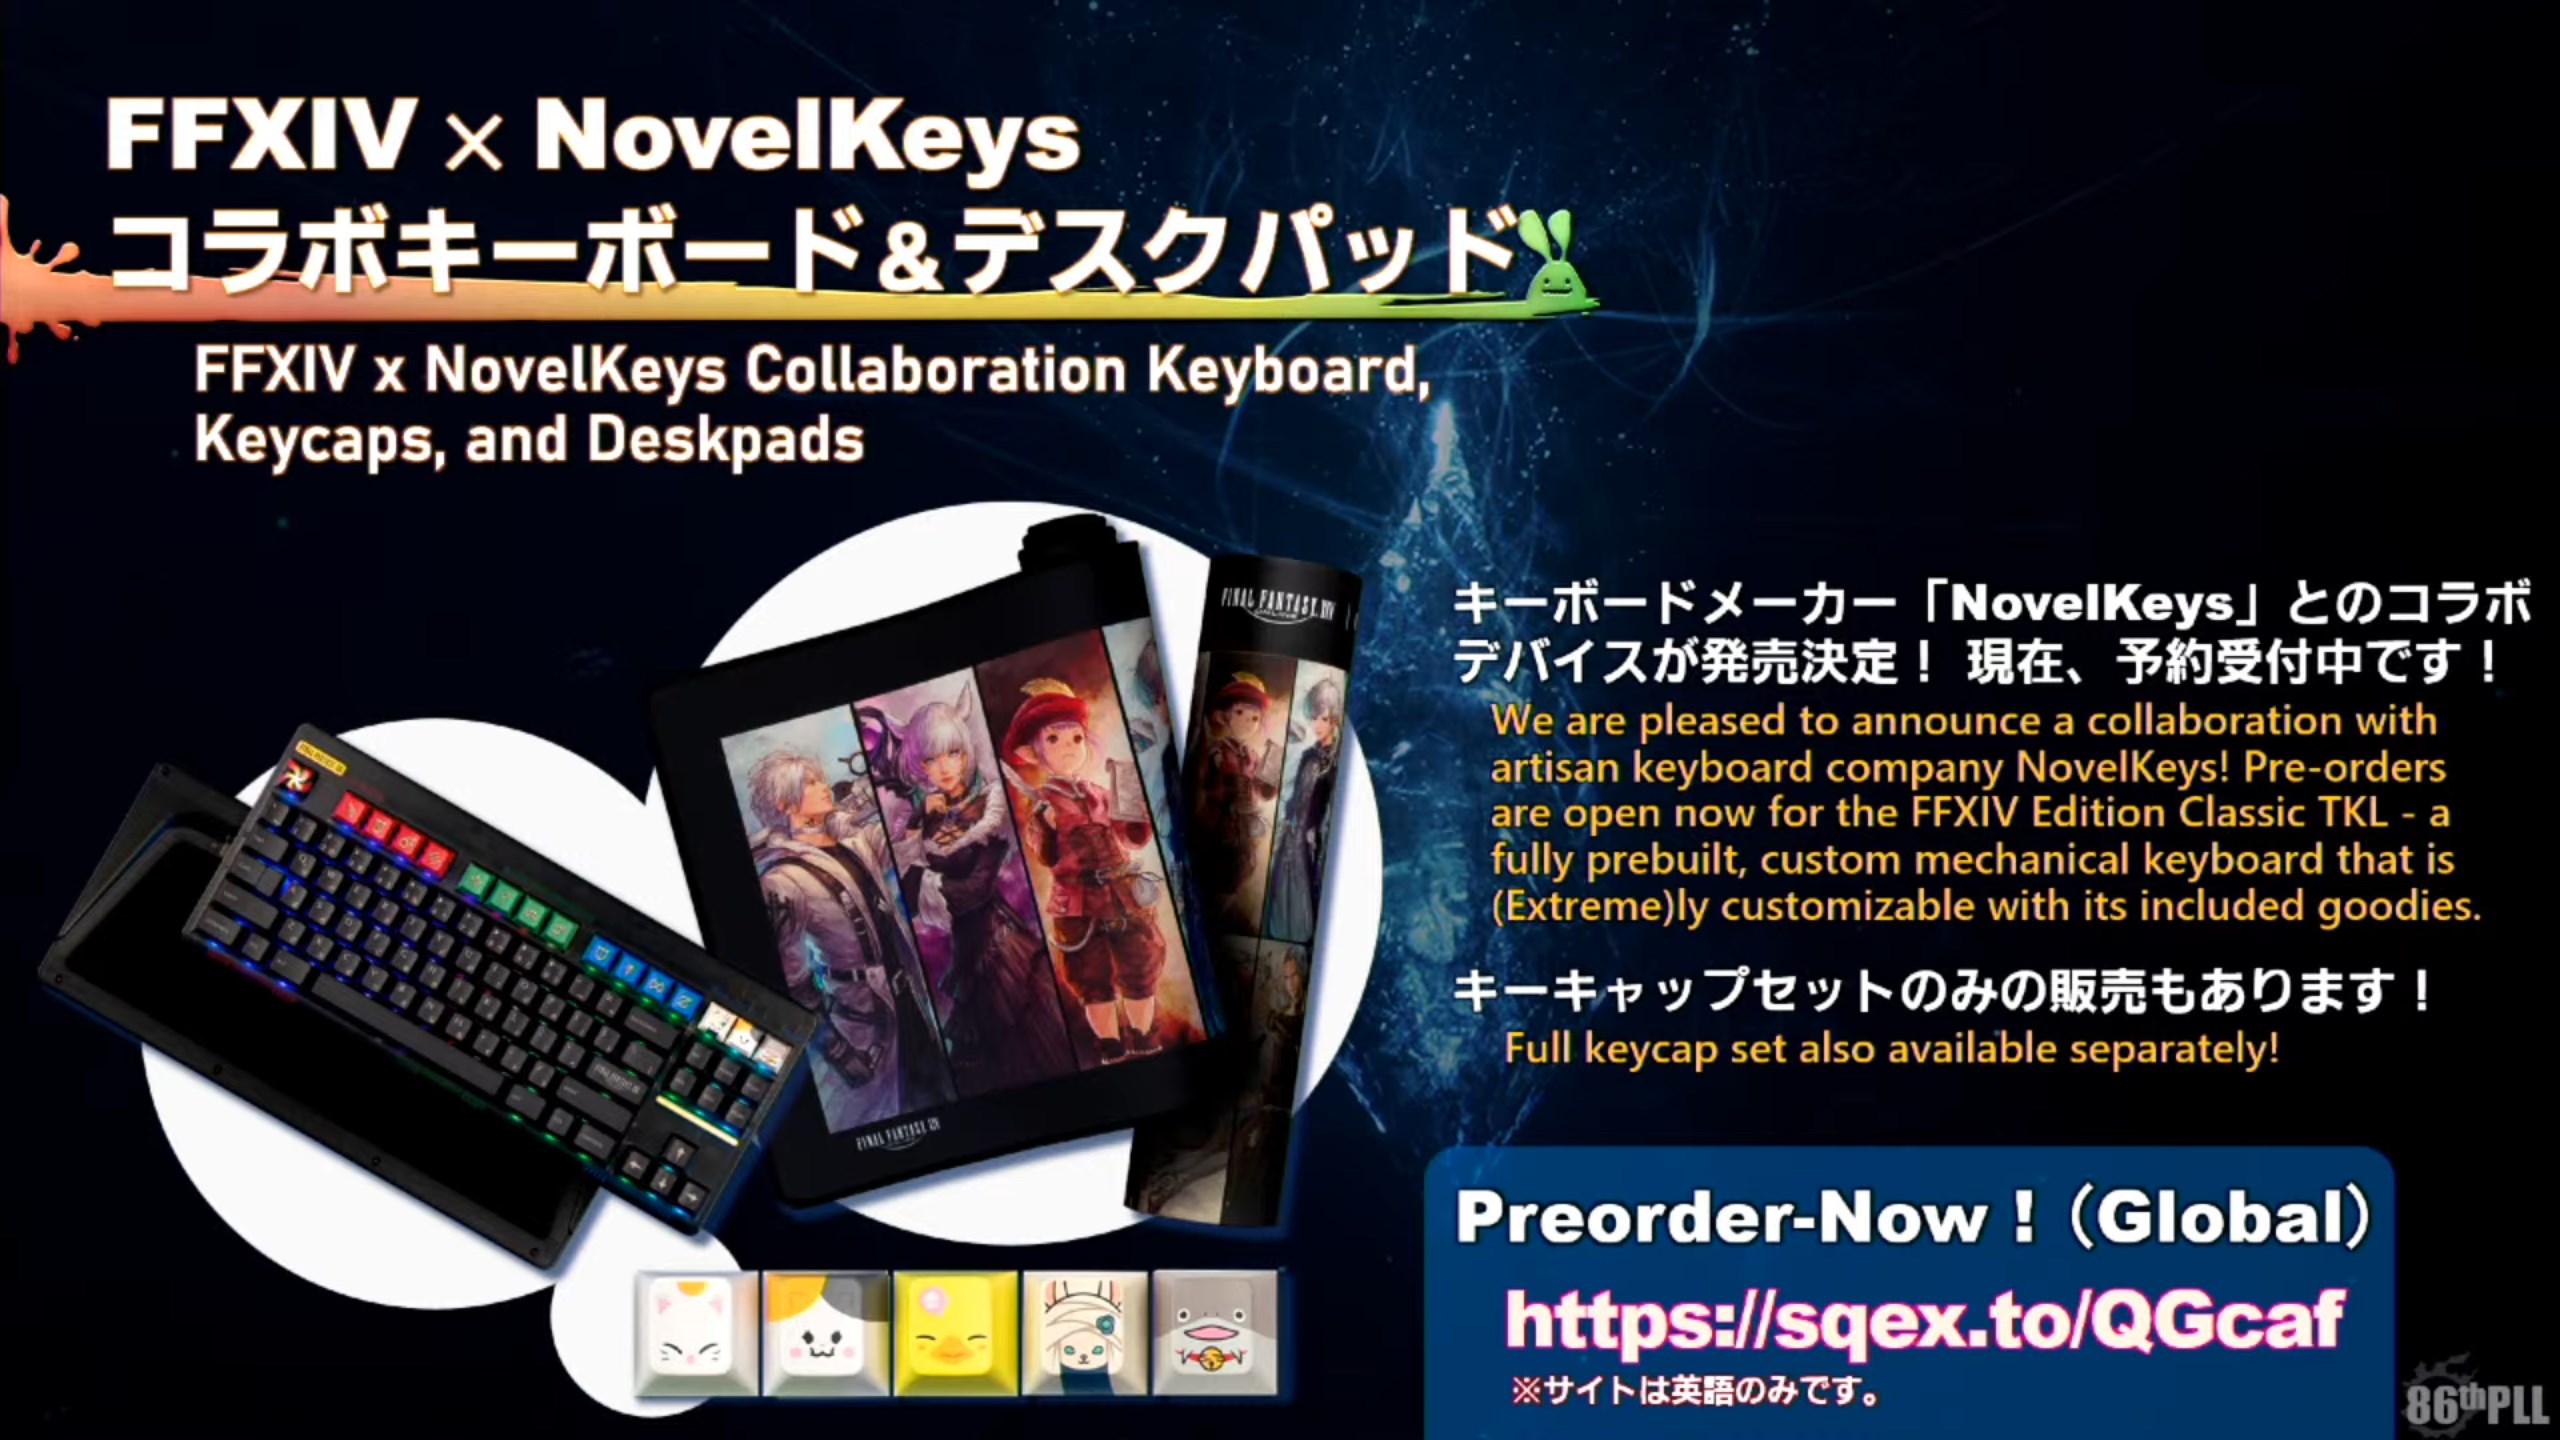 FFXIV × NovelKeys
コラボキーボード&デスクパッド
FFXIV x NovelKeys Collaboration Keyboard,
Keycaps, and Deskpads
FINAL FANTASY XIV
ONLINE
FINAL FANTASY XIV
キーボードメーカー「NovelKeys」とのコラボ
デバイスが発売決定！ 現在、予約受付中です！
We are pleased to announce a collaboration with
artisan keyboard company NovelKeys! Pre-orders
are open now for the FFXIV Edition Classic TKL - a
fully prebuilt, custom mechanical keyboard that is
(Extreme)ly customizable with its included goodies.
キーキャップセットのみの販売もあります！
Full keycap set also available separately!
Preorder-Now！（Global）
https://sqex.to/QGcaf
※サイトは英語のみです。
86thPLL